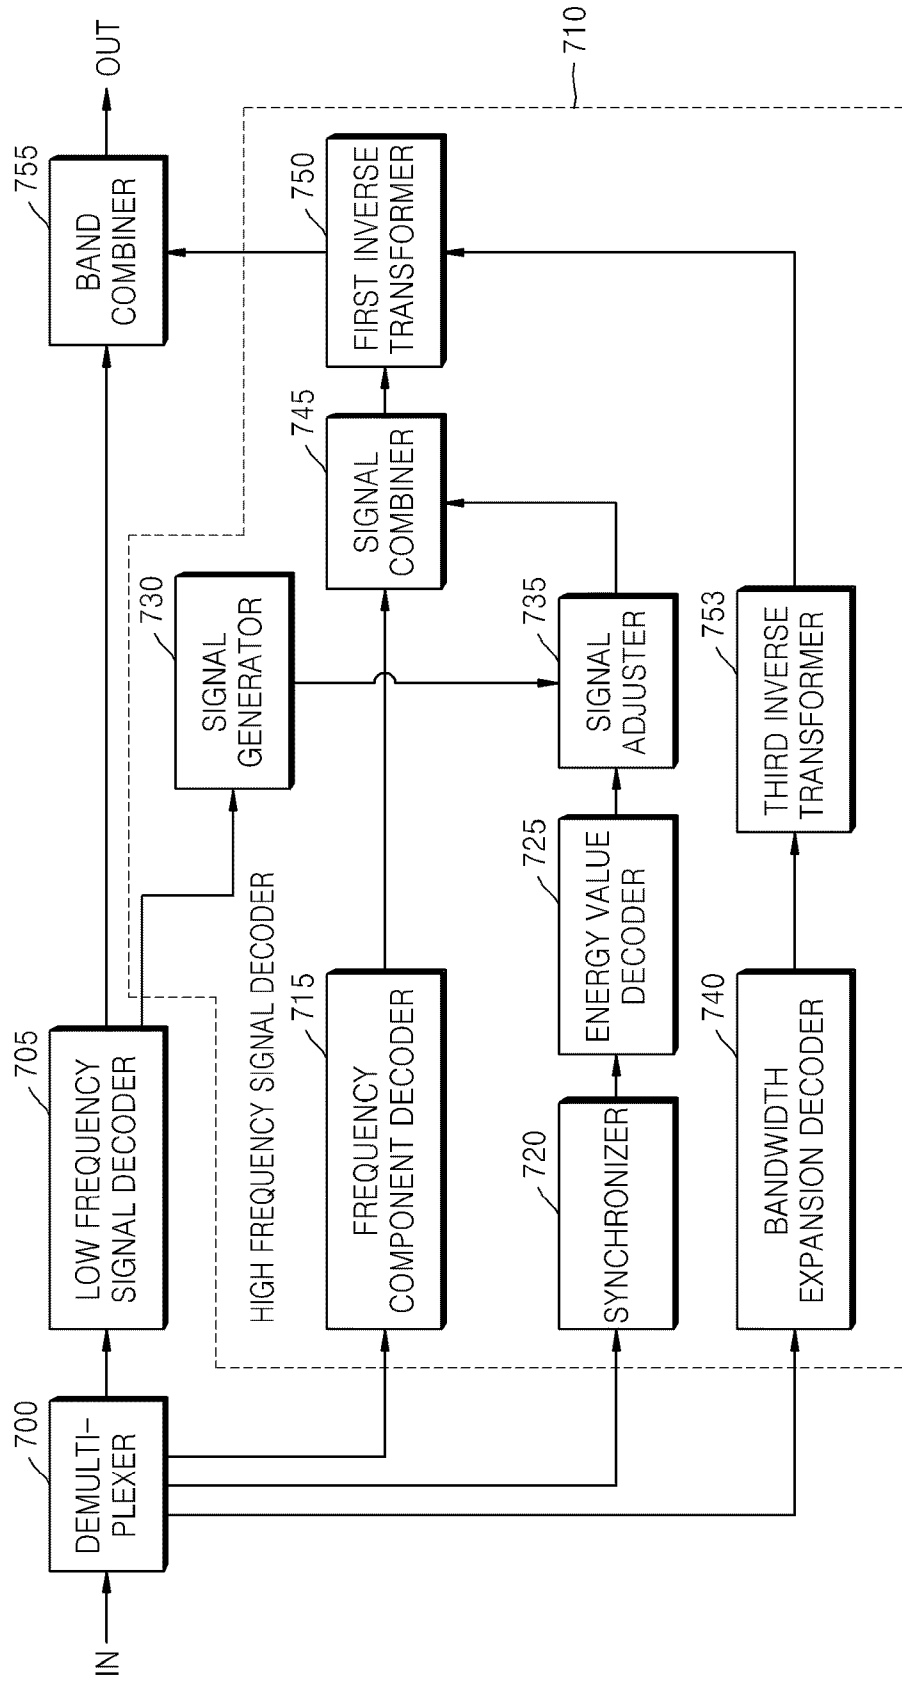 IN
700
DEMULTI-
PLEXER
705
LOW FREQUENCY
SIGNAL DECODER
755
BAND
COMBINER
OUT
710
730
SIGNAL
GENERATOR
HIGH FREQUENCY SIGNAL DECODER
715
FREQUENCY
COMPONENT DECODER
745
SIGNAL
COMBINER
750
FIRST INVERSE
TRANSFORMER
720
SYNCHRONIZER
725
ENERGY VALUE
DECODER
735
SIGNAL
ADJUSTER
740
BANDWIDTH
EXPANSION DECODER
753
THIRD INVERSE
TRANSFORMER